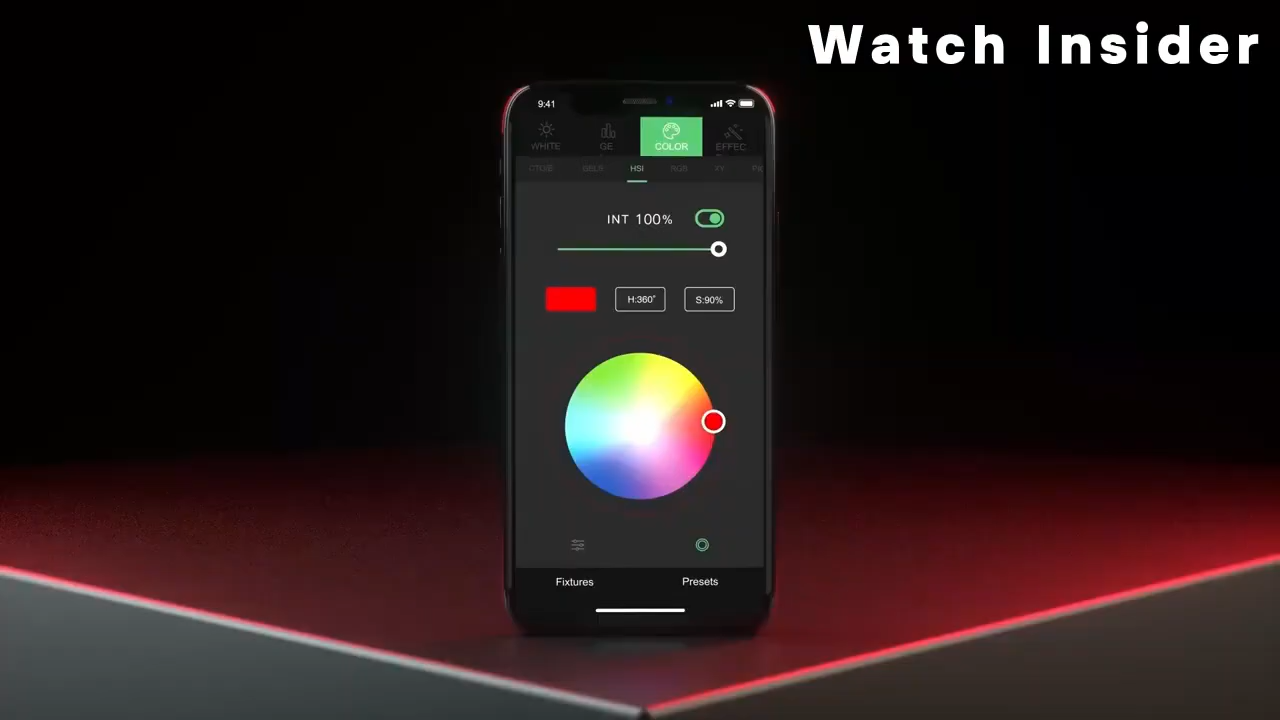 Watch Insider
9:41
WHITE GE COLOR EFFEC
HSI
INT 100%
H:360° S:90%
Fixtures Presets